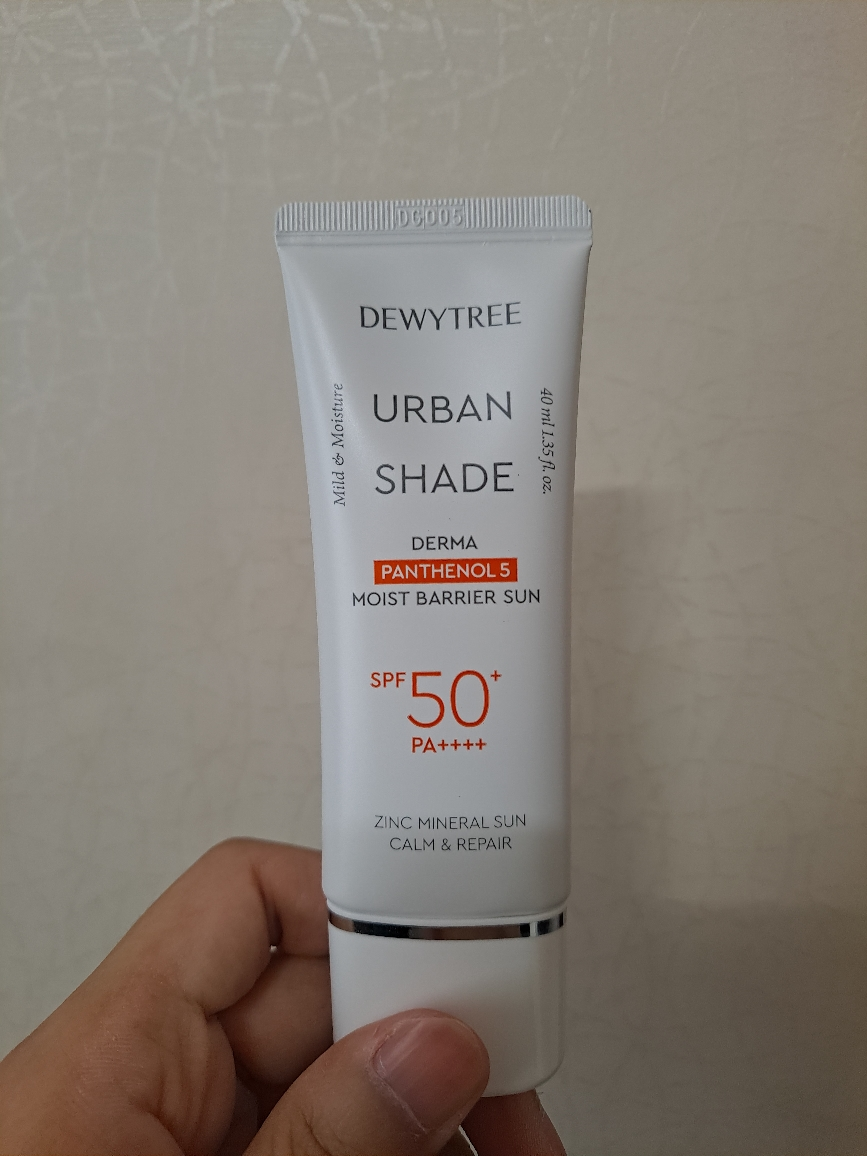 DG005
DEWYTREE
Mild & Moisture
URBAN
SHADE
40 ml 1.35 fl. oz.
DERMA
PANTHENOL 5
MOIST BARRIER SUN
SPF 50+
PA++++
ZINC MINERAL SUN
CALM & REPAIR